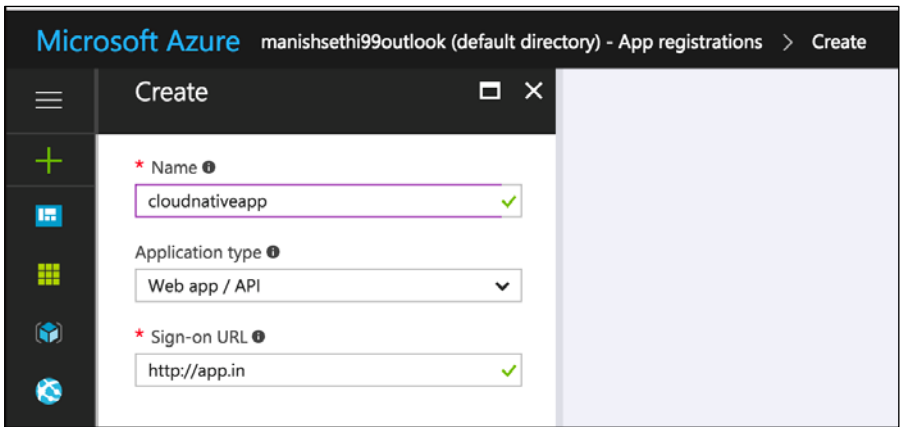 Microsoft Azure manishsethi99outlook (default directory) - App registrations > Create
Create
* Name
cloudnativeapp
Application type
Web app / API
* Sign-on URL
http://app.in